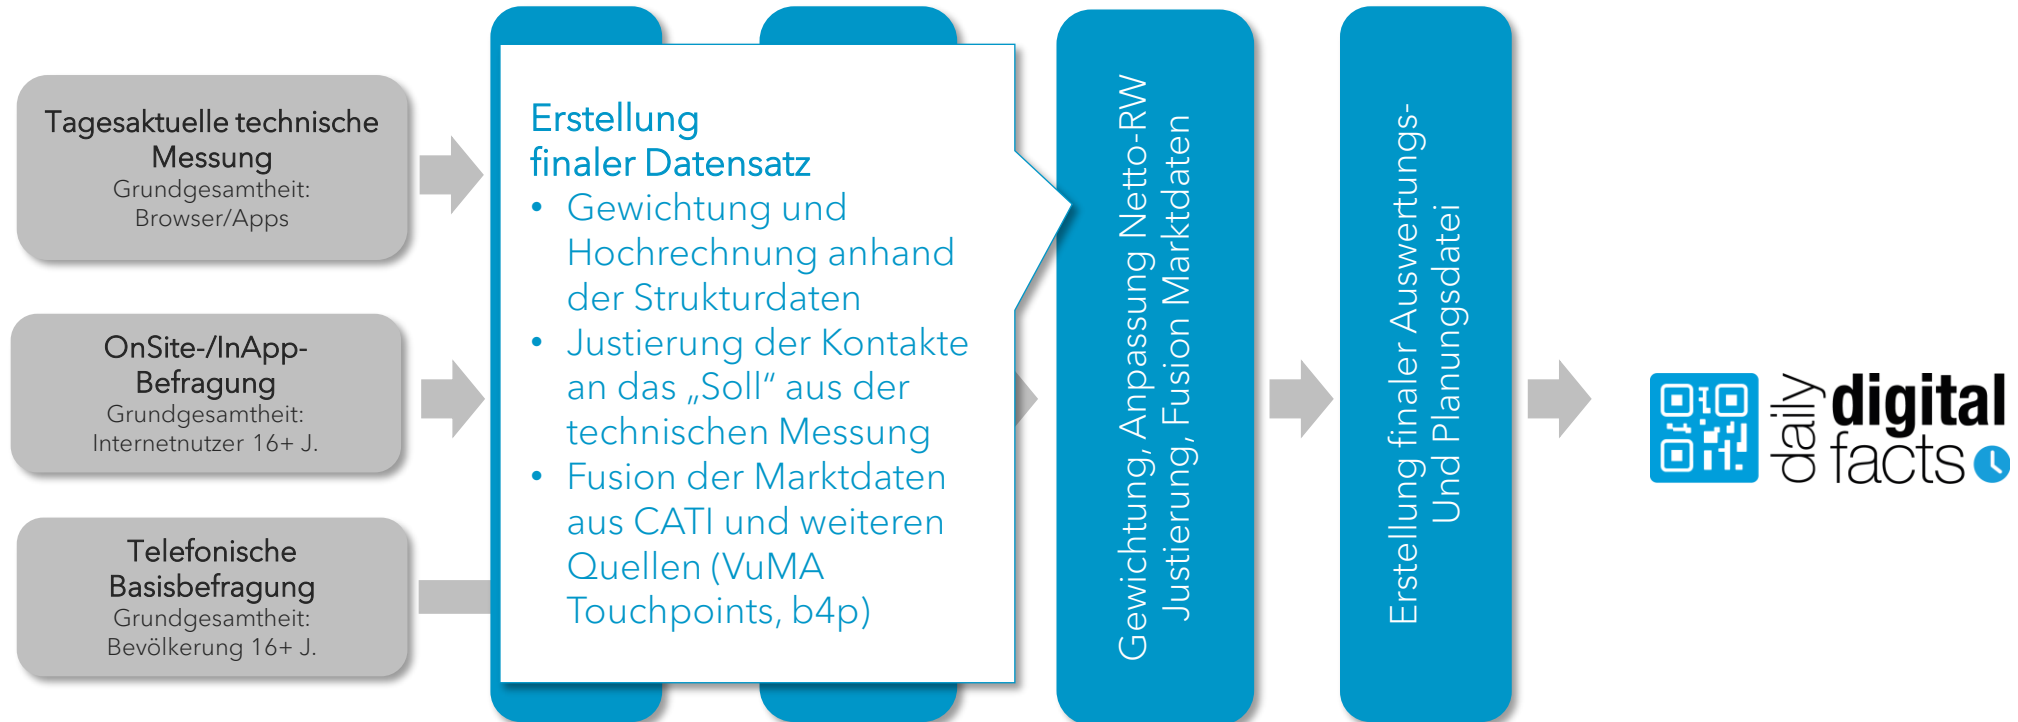 Tagesaktuelle technische
Messung
Grundgesamtheit:
Browser/Apps
OnSite-/InApp-
Befragung
Grundgesamtheit:
Internetnutzer 16+ J.
Telefonische
Basisbefragung
Grundgesamtheit:
Bevölkerung 16+ J.
Erstellung
finaler Datensatz
• Gewichtung und
Hochrechnung anhand
der Strukturdaten
• Justierung der Kontakte
an das „Soll“ aus der
technischen Messung
• Fusion der Marktdaten
aus CATI und weiteren
Quellen (VuMA
Touchpoints, b4p)
Gewichtung, Anpassung Netto-RW
Justierung, Fusion Marktdaten
Erstellung finaler Auswertungs-
Und Planungsdatei
daily
digital
facts